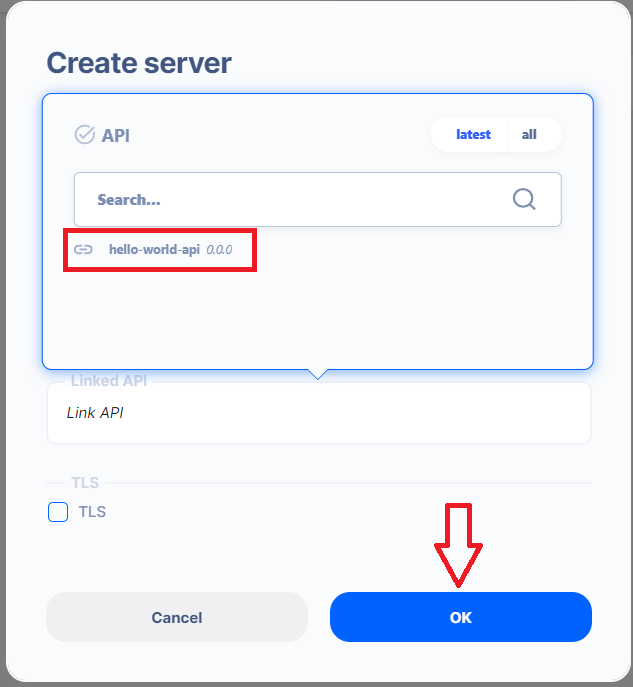 Create server
API
latest all
Search...
hello-world-api 0.0.0
Linked API
Link API
TLS
TLS
Cancel OK